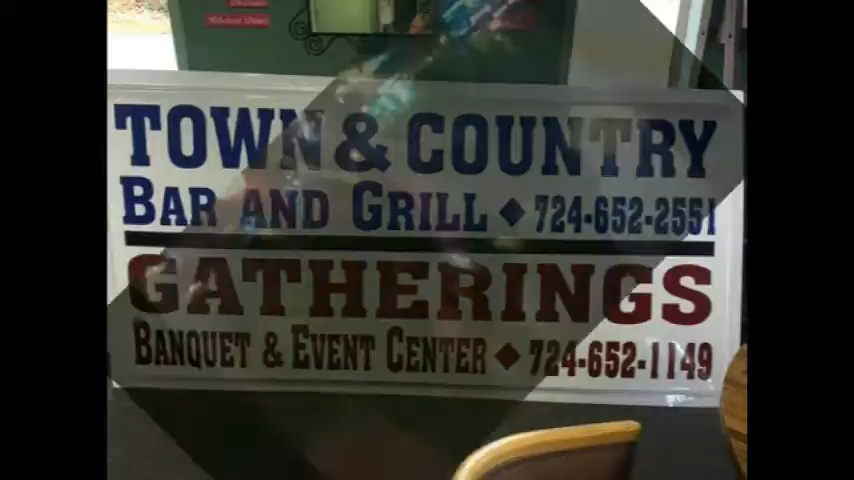 TOWN & COUNTRY
BAR AND GRILL ◆ 724-652-2551
GATHERINGS
BANQUET & EVENT CENTER ◆ 724-652-1149